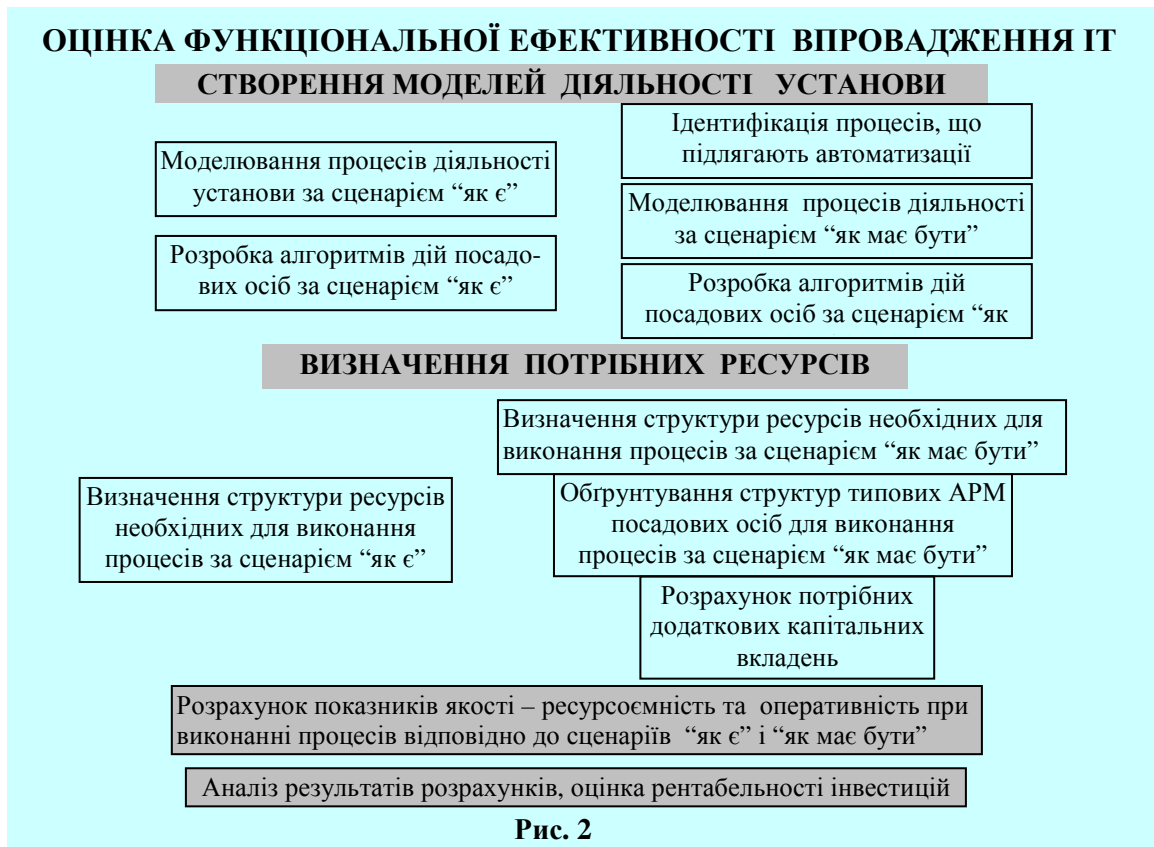 ОЦІНКА ФУНКЦІОНАЛЬНОЇ ЕФЕКТИВНОСТІ ВПРОВАДЖЕННЯ ІТ
СТВОРЕННЯ МОДЕЛЕЙ ДІЯЛЬНОСТІ УСТАНОВИ
Моделювання процесів діяльності
установи за сценарієм “як є”
Розробка алгоритмів дій посадо-
вих осіб за сценарієм “як є”
Ідентифікація процесів, що
підлягають автоматизації
Моделювання процесів діяльності
за сценарієм “як має бути”
Розробка алгоритмів дій
посадових осіб за сценарієм “як
ВИЗНАЧЕННЯ ПОТРІБНИХ РЕСУРСІВ
Визначення структури ресурсів
необхідних для виконання
процесів за сценарієм “як є”
Визначення структури ресурсів необхідних для
виконання процесів за сценарієм “як має бути”
Обґрунтування структур типових АРМ
посадових осіб для виконання
процесів за сценарієм “як має бути”
Розрахунок потрібних
додаткових капітальних
вкладень
Розрахунок показників якості – ресурсоємність та оперативність при
виконанні процесів відповідно до сценаріїв “як є” і “як має бути”
Аналіз результатів розрахунків, оцінка рентабельності інвестицій
Рис. 2